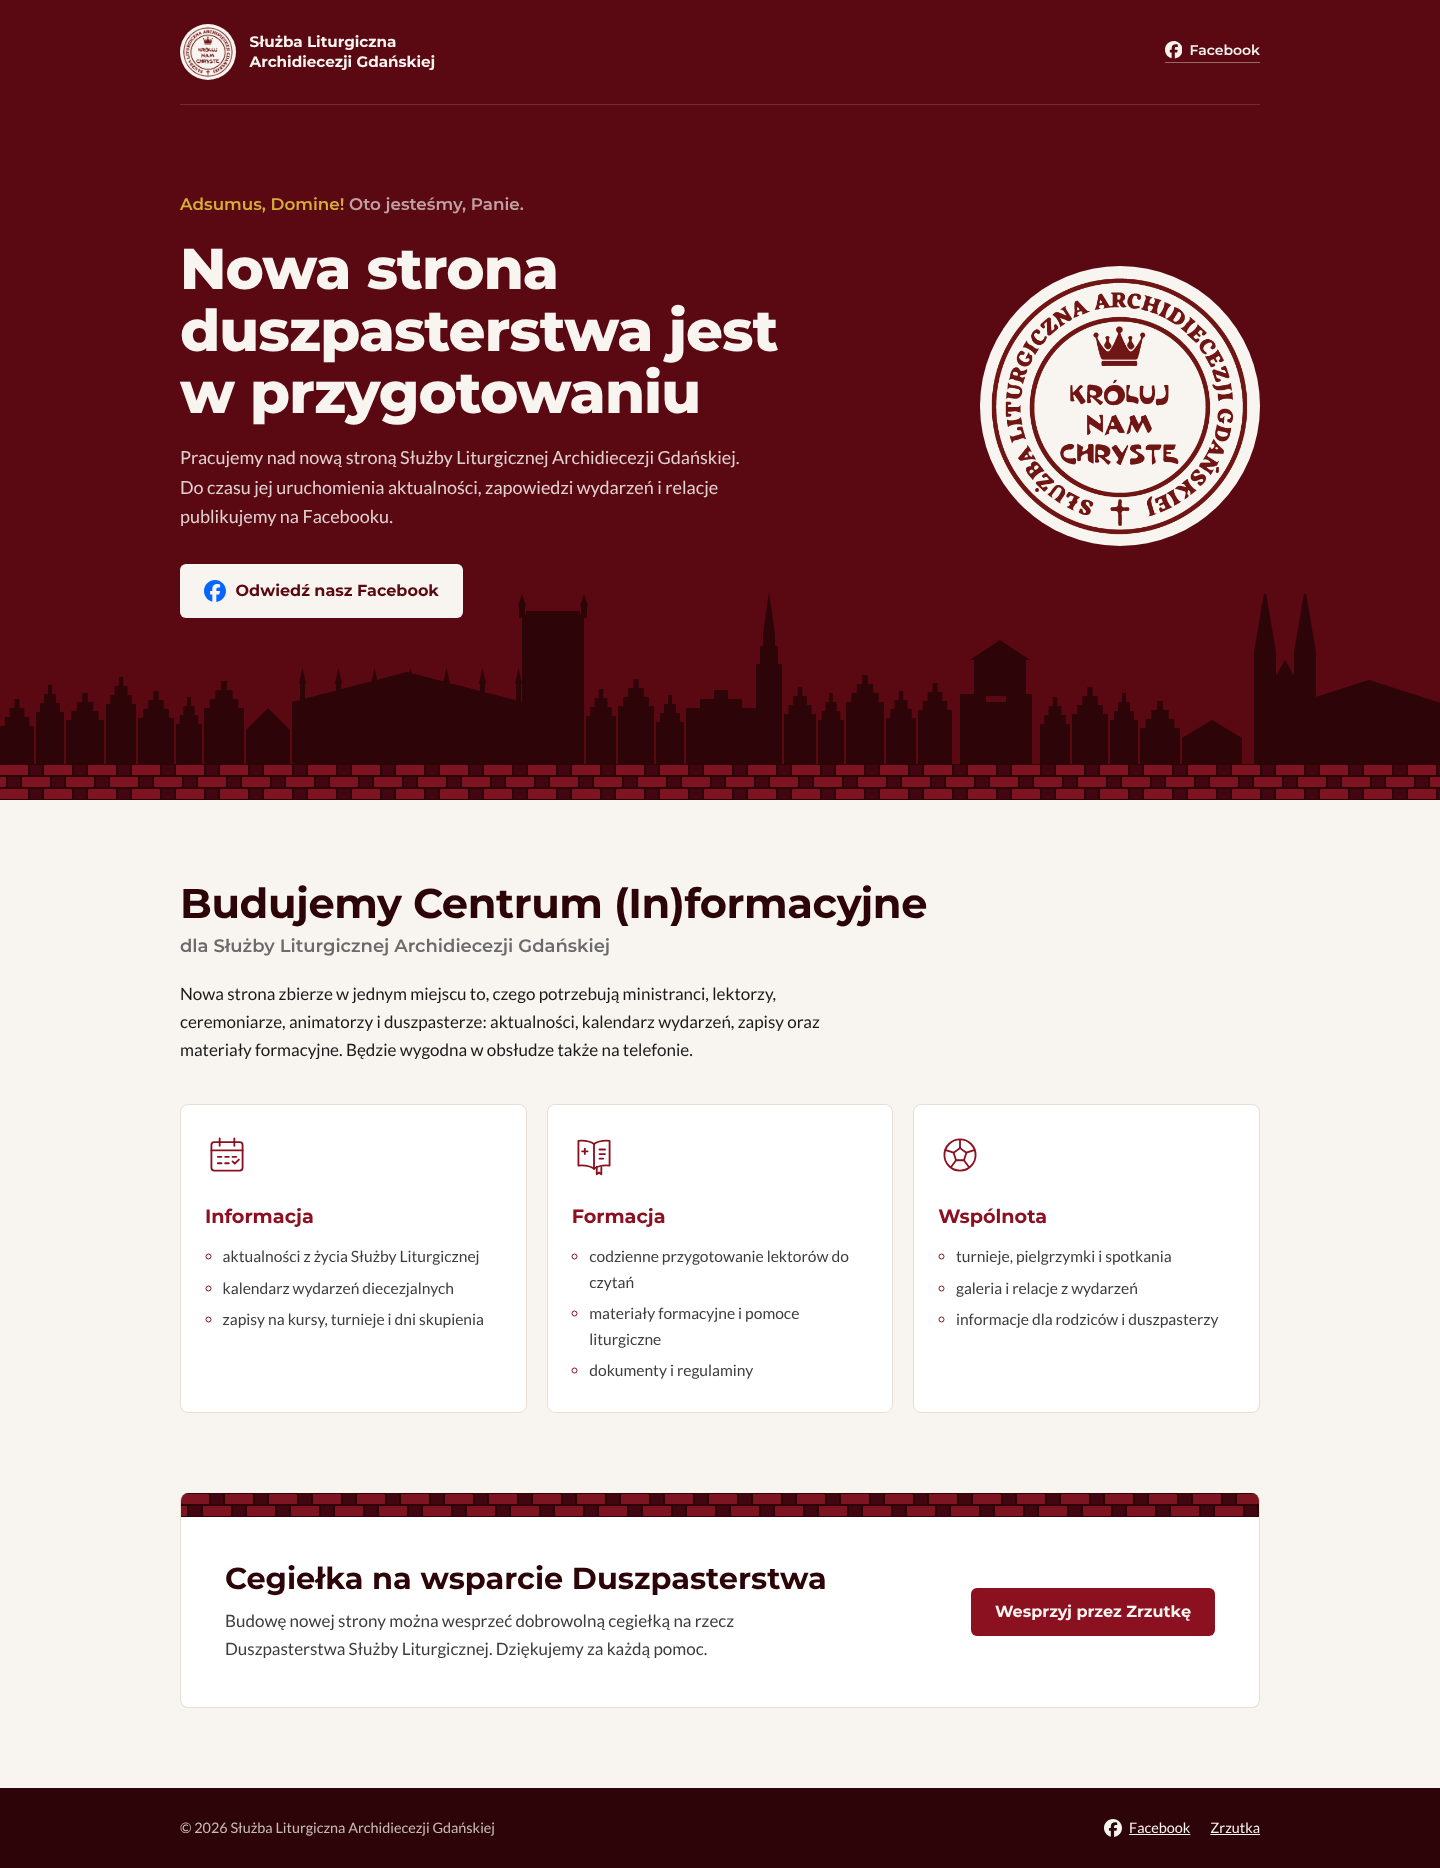 SŁUŻBA LITURGICZNA ARCHIDIECEZJI GDAŃSKIEJ
KRÓLUJ
NAM
CHRYSTE
Służba Liturgiczna
Archidiecezji Gdańskiej
Facebook
Adsumus, Domine! Oto jesteśmy, Panie.
Nowa strona
duszpasterstwa jest
w przygotowaniu
Pracujemy nad nową stroną Służby Liturgicznej Archidiecezji Gdańskiej.
Do czasu jej uruchomienia aktualności, zapowiedzi wydarzeń i relacje
publikujemy na Facebooku.
Odwiedź nasz Facebook
SŁUŻBA LITURGICZNA ARCHIDIECEZJI GDAŃSKIEJ
KRÓLUJ
NAM
CHRYSTE
Budujemy Centrum (In)formacyjne
dla Służby Liturgicznej Archidiecezji Gdańskiej
Nowa strona zbierze w jednym miejscu to, czego potrzebują ministranci, lektorzy,
ceremoniarze, animatorzy i duszpasterze: aktualności, kalendarz wydarzeń, zapisy oraz
materiały formacyjne. Będzie wygodna w obsłudze także na telefonie.
Informacja
aktualności z życia Służby Liturgicznej
kalendarz wydarzeń diecezjalnych
zapisy na kursy, turnieje i dni skupienia
Formacja
codzienne przygotowanie lektorów do
czytań
materiały formacyjne i pomoce
liturgiczne
dokumenty i regulaminy
Wspólnota
turnieje, pielgrzymki i spotkania
galeria i relacje z wydarzeń
informacje dla rodziców i duszpasterzy
Cegiełka na wsparcie Duszpasterstwa
Budowę nowej strony można wesprzeć dobrowolną cegiełką na rzecz
Duszpasterstwa Służby Liturgicznej. Dziękujemy za każdą pomoc.
Wesprzyj przez Zrzutkę
© 2026 Służba Liturgiczna Archidiecezji Gdańskiej
Facebook
Zrzutka